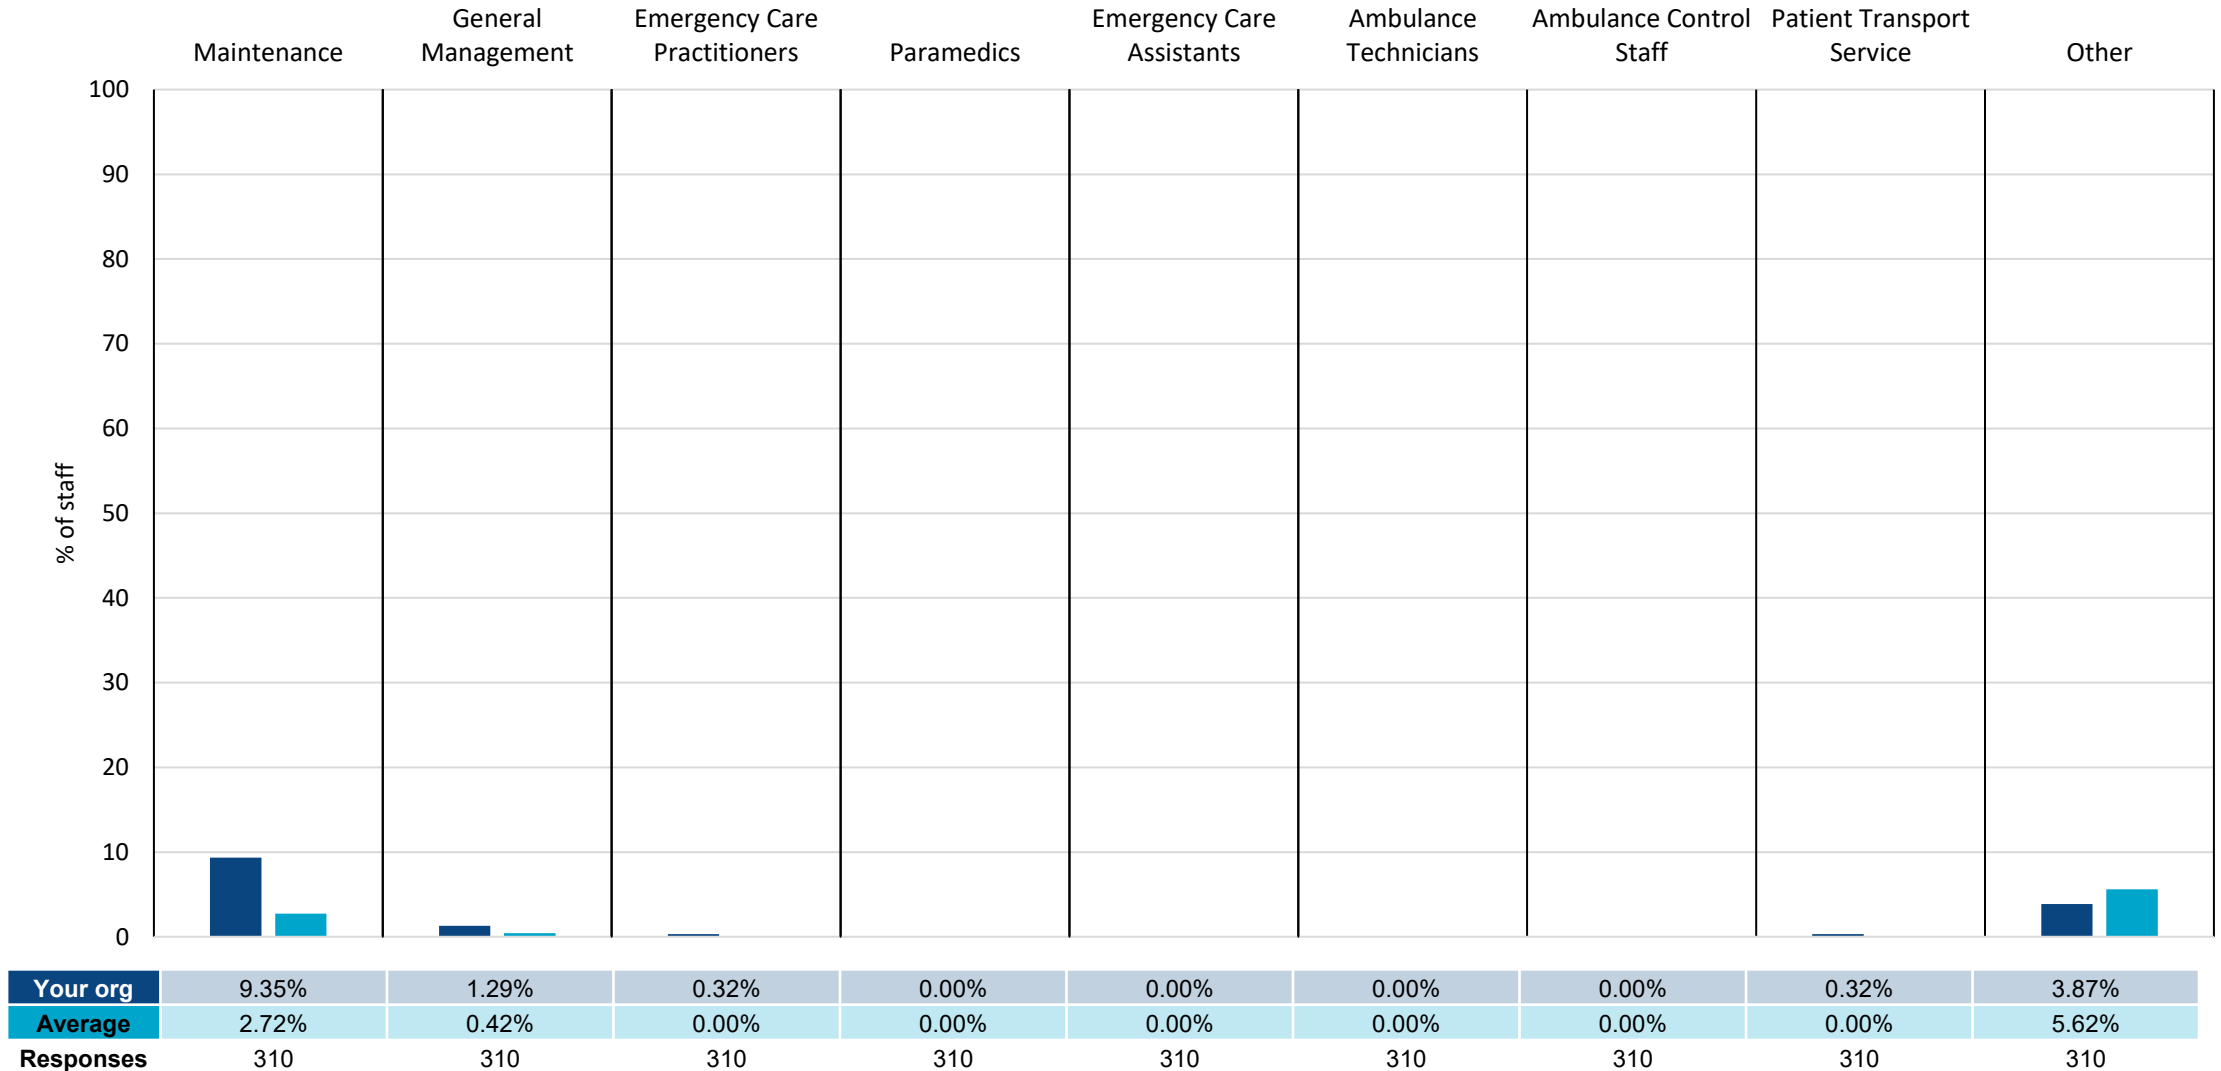 Maintenance
General
Management
Emergency Care
Practitioners
Paramedics
Emergency Care
Assistants
Ambulance
Technicians
Ambulance Control
Staff
Patient Transport
Service
Other
% of staff
100
90
80
70
60
50
40
30
20
10
0
Your org 9.35% 1.29% 0.32% 0.00% 0.00% 0.00% 0.00% 0.32% 3.87%
Average 2.72% 0.42% 0.00% 0.00% 0.00% 0.00% 0.00% 0.00% 5.62%
Responses 310 310 310 310 310 310 310 310 310